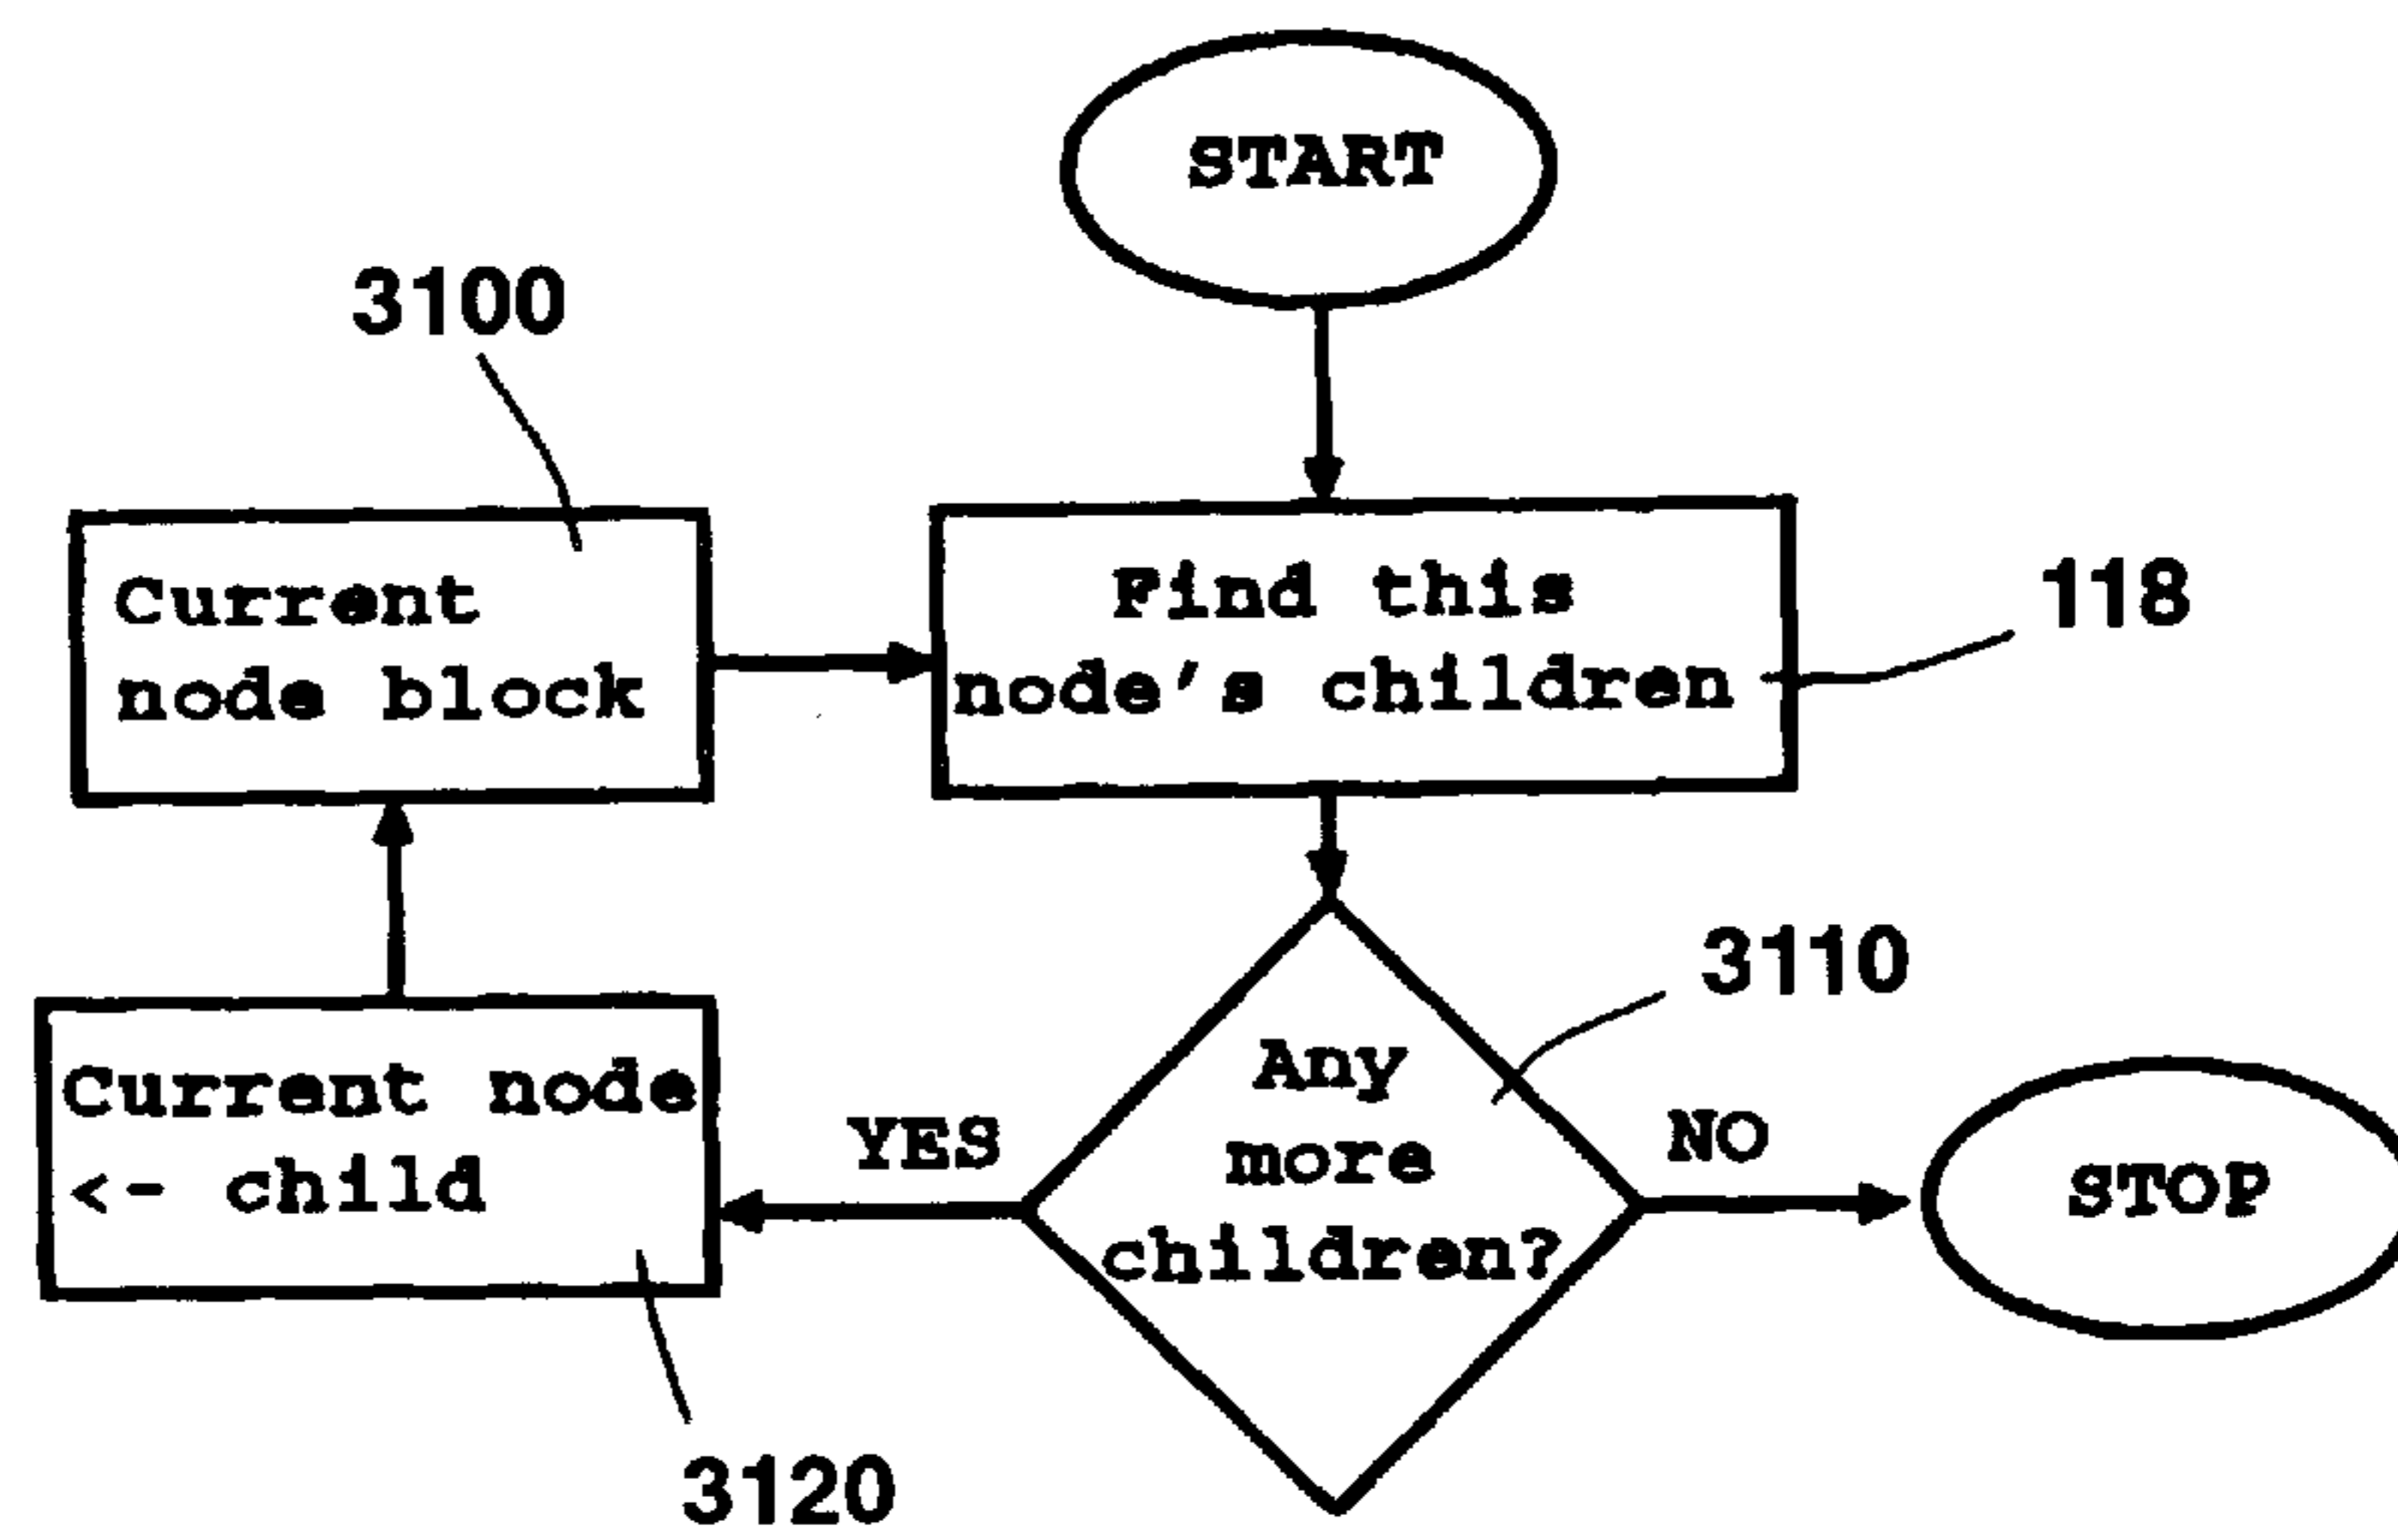 START
3100
Current
node block
Find this
node's children
118
3110
Any
more
children?
YES
NO
Current node
<- child
STOP
3120